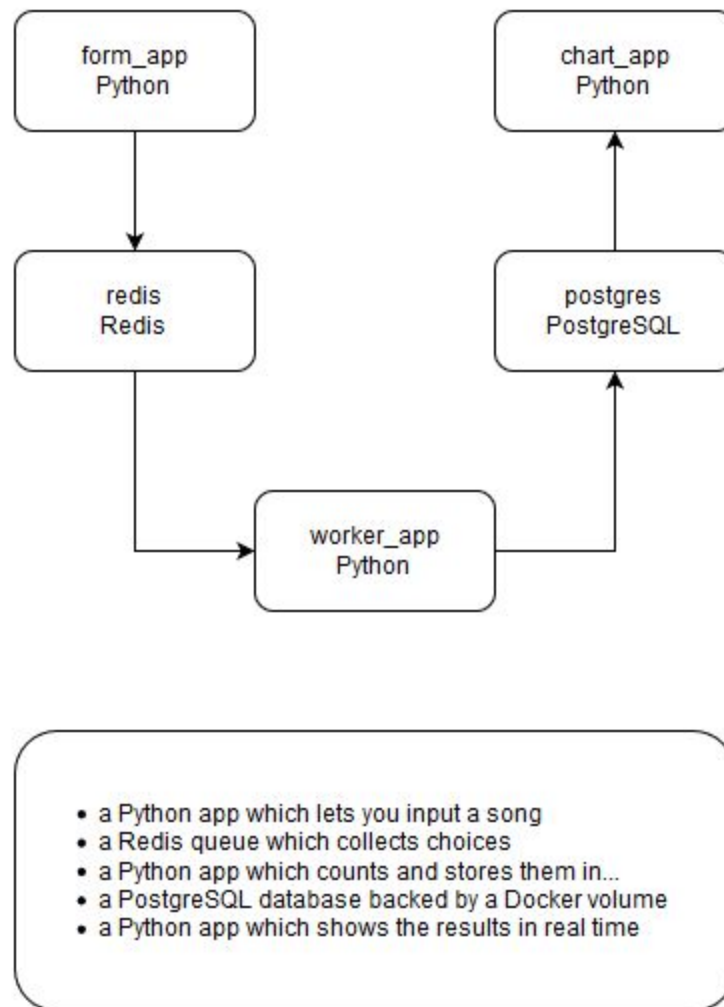 form_app
Python
chart_app
Python
redis
Redis
postgres
PostgreSQL
worker_app
Python
• a Python app which lets you input a song
• a Redis queue which collects choices
• a Python app which counts and stores them in...
• a PostgreSQL database backed by a Docker volume
• a Python app which shows the results in real time